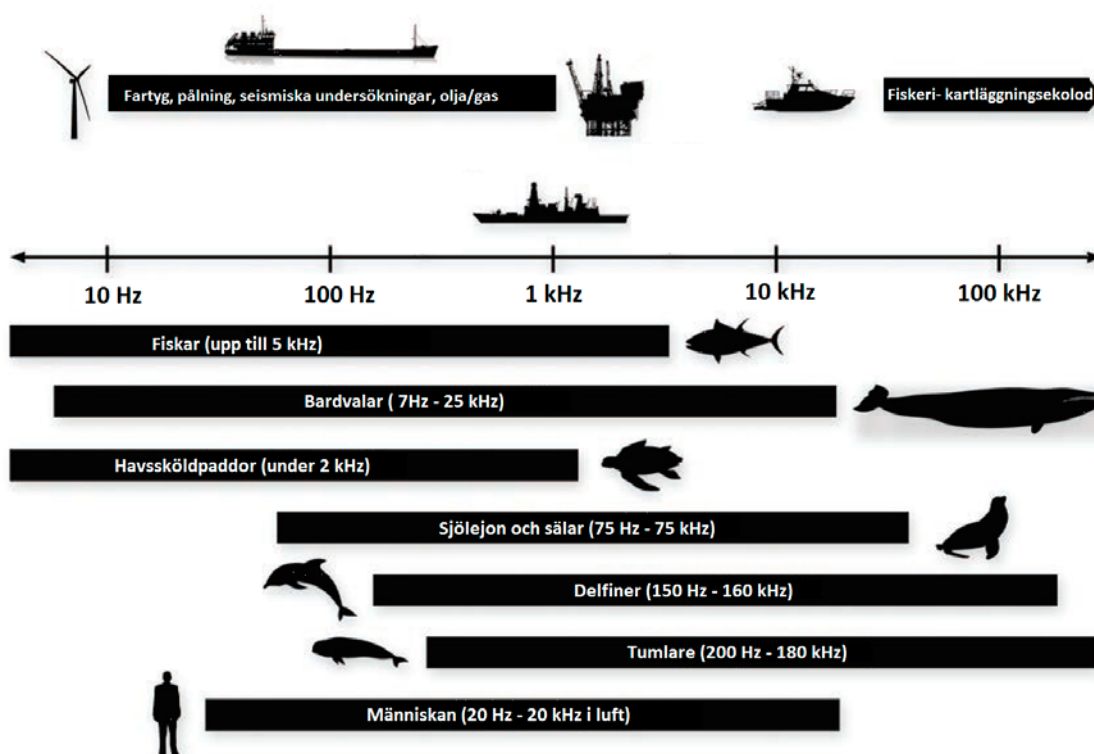 Fartyg, pålning, seismiska undersökningar, olja/gas
Fiskeri- kartläggningsekolod
10 Hz
100 Hz
1 kHz
10 kHz
100 kHz
Fiskar (upp till 5 kHz)
Bardvalar ( 7Hz - 25 kHz)
Havssköldpaddor (under 2 kHz)
Sjölejon och sälar (75 Hz - 75 kHz)
Delfiner (150 Hz - 160 kHz)
Tumlare (200 Hz - 180 kHz)
Människan (20 Hz - 20 kHz i luft)